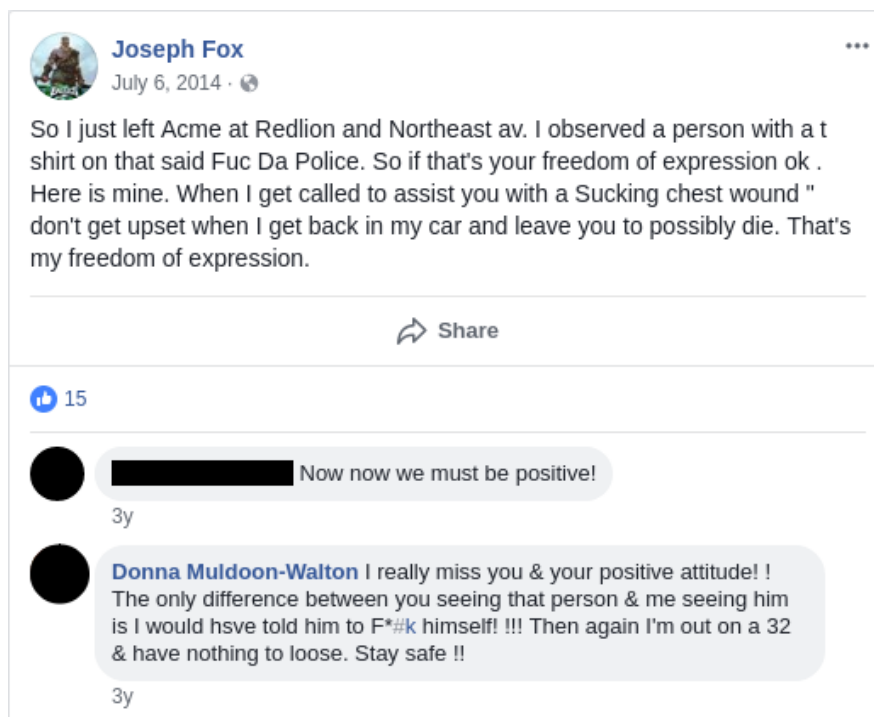 Joseph Fox
July 6, 2014 ·
So I just left Acme at Redlion and Northeast av. I observed a person with a t
shirt on that said Fuc Da Police. So if that's your freedom of expression ok .
Here is mine. When I get called to assist you with a Sucking chest wound "
don't get upset when I get back in my car and leave you to possibly die. That's
my freedom of expression.
Share
15
Now now we must be positive!
3y
Donna Muldoon-Walton I really miss you & your positive attitude! !
The only difference between you seeing that person & me seeing him
is I would hsve told him to F*#k himself! !!! Then again I'm out on a 32
& have nothing to loose. Stay safe !!
3y